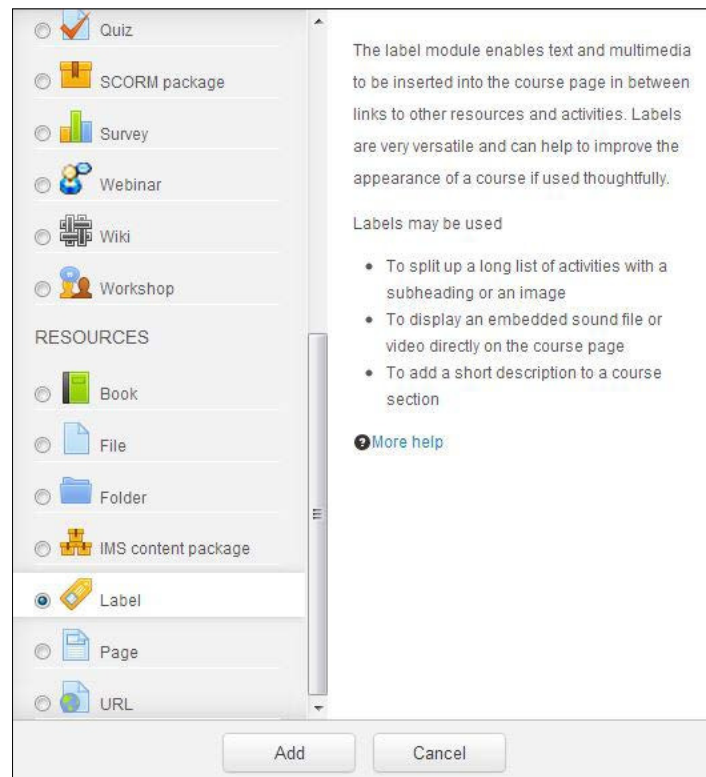 Quiz
SCORM package
Survey
Webinar
Wiki
Workshop
RESOURCES
Book
File
Folder
IMS content package
Label
Page
URL
The label module enables text and multimedia
to be inserted into the course page in between
links to other resources and activities. Labels
are very versatile and can help to improve the
appearance of a course if used thoughtfully.
Labels may be used
• To split up a long list of activities with a
subheading or an image
• To display an embedded sound file or
video directly on the course page
• To add a short description to a course
section
?More help
Add
Cancel